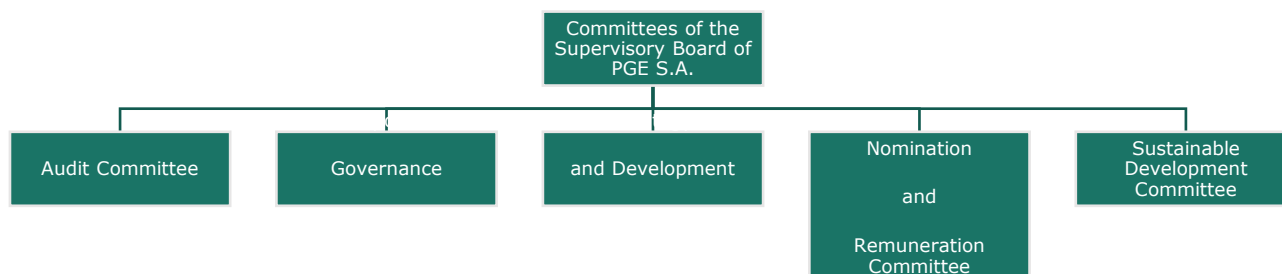 Committees of the
Supervisory Board of
PGE S.A.
Audit Committee
Governance
and Development
Nomination
and
Remuneration
Committee
Sustainable
Development
Committee